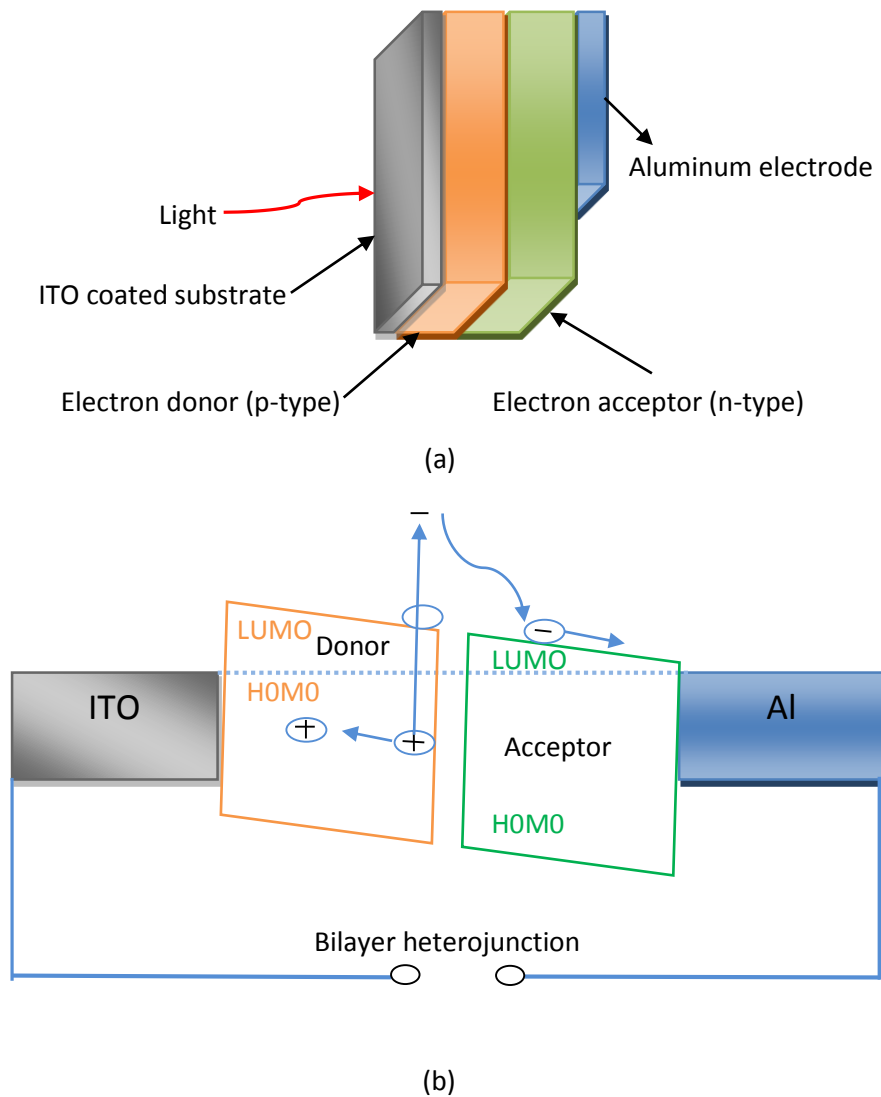 Aluminum electrode
Light
ITO coated substrate
Electron donor (p-type)
Electron acceptor (n-type)
(a)
−
LUMO
Donor
−
LUMO
ITO
H0M0
Al
+
+
Acceptor
H0M0
Bilayer heterojunction
(b)